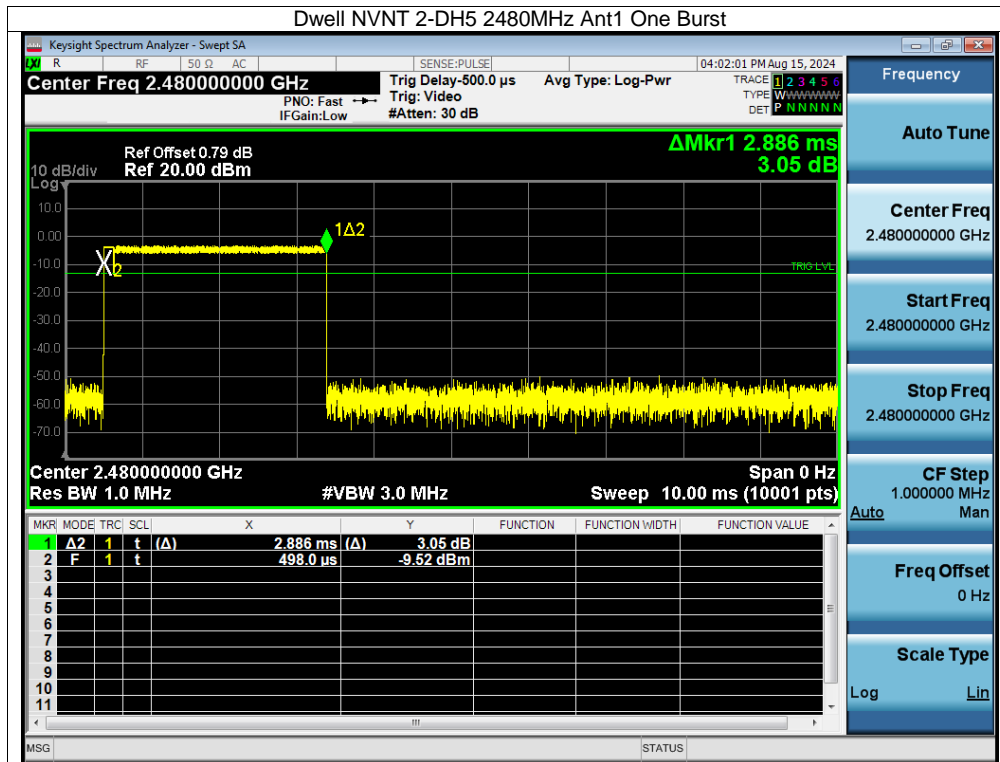 Dwell NVNT 2-DH5 2480MHz Ant1 One Burst
Keysight Spectrum Analyzer - Swept SA
LXI R RF 50 Ω AC SENSE:PULSE 04:02:01 PM Aug 15, 2024
Center Freq 2.480000000 GHz
PNO: Fast
IFGain:Low
Trig Delay-500.0 µs
Trig: Video
#Atten: 30 dB
Avg Type: Log-Pwr
TRACE 1 2 3 4 5 6
TYPE WWWWWW
DET P N N N N N
ΔMkr1 2.886 ms
3.05 dB
Ref Offset 0.79 dB
10 dB/div Ref 20.00 dBm
Log
10.0
0.00
-10.0
-20.0
-30.0
-40.0
-50.0
-60.0
-70.0
1Δ2
2
TRIG LVL
Center 2.480000000 GHz Span 0 Hz
Res BW 1.0 MHz #VBW 3.0 MHz Sweep 10.00 ms (10001 pts)
MKR MODE TRC SCL X Y FUNCTION FUNCTION WIDTH FUNCTION VALUE
1 Δ2 1 t (Δ) 2.886 ms (Δ) 3.05 dB
2 F 1 t 498.0 µs -9.52 dBm
3
4
5
6
7
8
9
10
11
MSG STATUS
Frequency
Auto Tune
Center Freq
2.480000000 GHz
Start Freq
2.480000000 GHz
Stop Freq
2.480000000 GHz
CF Step
1.000000 MHz
Auto Man
Freq Offset
0 Hz
Scale Type
Log Lin